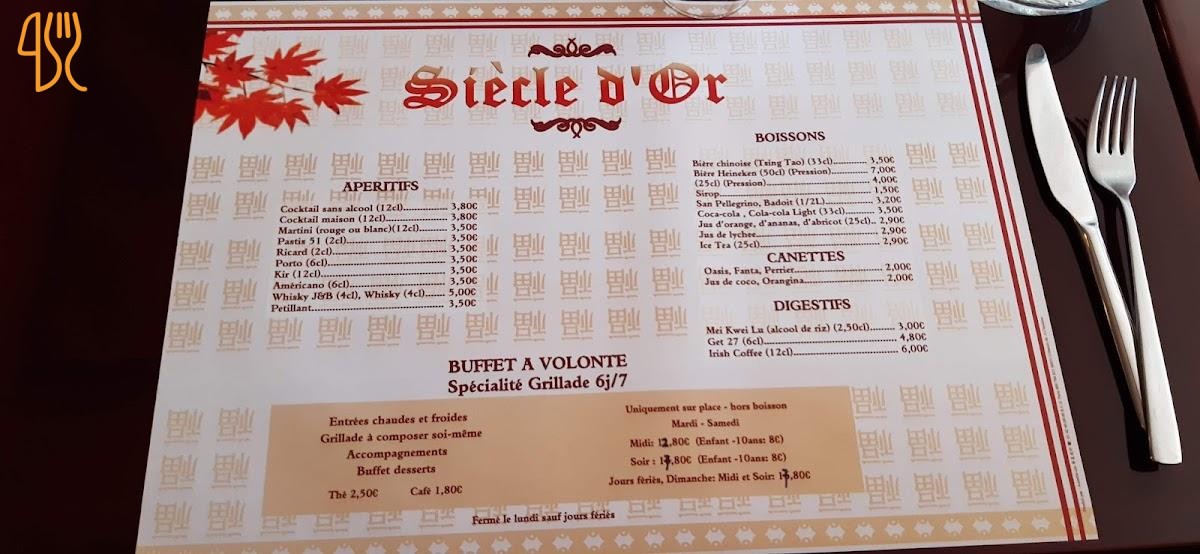 Siècle d'Or
APERITIFS
Cocktail sans alcool (12cl)............... 3,80€
Cocktail maison (12cl)................... 3,80€
Martini (rouge ou blanc)(12cl)......... 3,50€
Pastis 51 (2cl)............................ 3,50€
Ricard (2cl)............................... 3,50€
Porto (6cl)................................ 3,50€
Kir (12cl)................................. 3,50€
Américano (6cl)........................... 3,50€
Whisky J&B (4cl), Whisky (4cl)...... 5,00€
Petillant.................................. 3,50€
BOISSONS
Bière chinoise (Tsing Tao) (33cl)............ 3,50€
Bière Heineken (50cl) (Pression)............ 7,00€
(25cl) (Pression)............................ 4,00€
Sirop........................................ 1,50€
San Pellegrino, Badoit (1/2L)............... 3,20€
Coca-cola , Cola-cola Light (33cl)......... 3,50€
Jus d'orange, d'ananas, d'abricot (25cl).. 2,90€
Jus de lychee................................ 2,90€
Ice Tea (25cl)............................... 2,90€
CANETTES
Oasis, Fanta, Perrier........................ 2,00€
Jus de coco, Orangina....................... 2,00€
DIGESTIFS
Mei Kwei Lu (alcool de riz) (2,50cl)......... 3,00€
Get 27 (6cl)................................. 4,80€
Irish Coffee (12cl).......................... 6,00€
BUFFET A VOLONTE
Spécialité Grillade 6j/7
Entrées chaudes et froides
Grillade à composer soi-même
Accompagnements
Buffet desserts
Thè 2,50€ Cafè 1,80€
Uniquement sur place - hors boisson
Mardi - Samedi
Midi: 12,80€ (Enfant -10ans: 8€)
Soir : 17,80€ (Enfant -10ans: 8€)
Jours fèriès, Dimanche: Midi et Soir: 17,80€
Fermè le lundi sauf jours fèriès